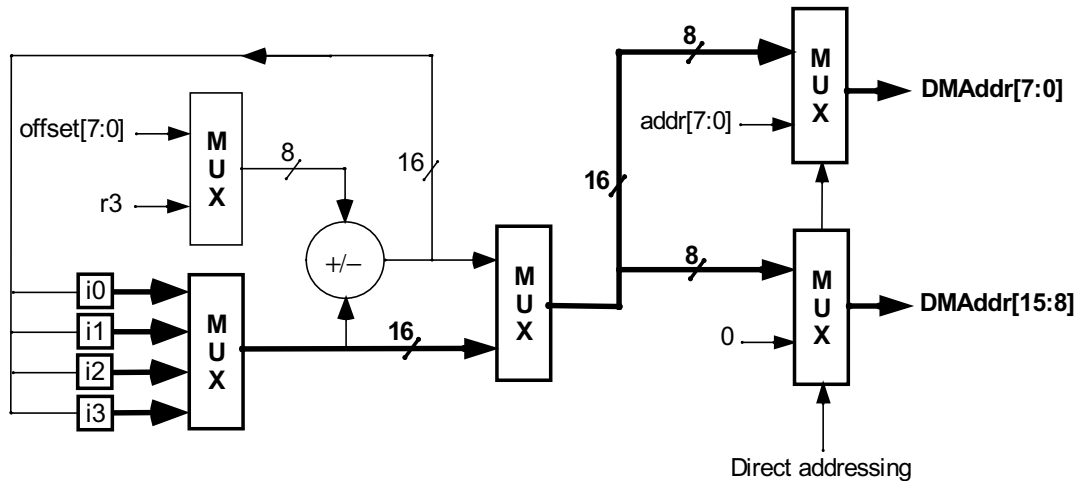 8
M
U
X
DMAddr[7:0]
addr[7:0]
offset[7:0]
M
U
X
8
16
r3
16
+/–
M
U
X
8
M
U
X
DMAddr[15:8]
i0
i1
i2
i3
M
U
X
16
0
Direct addressing